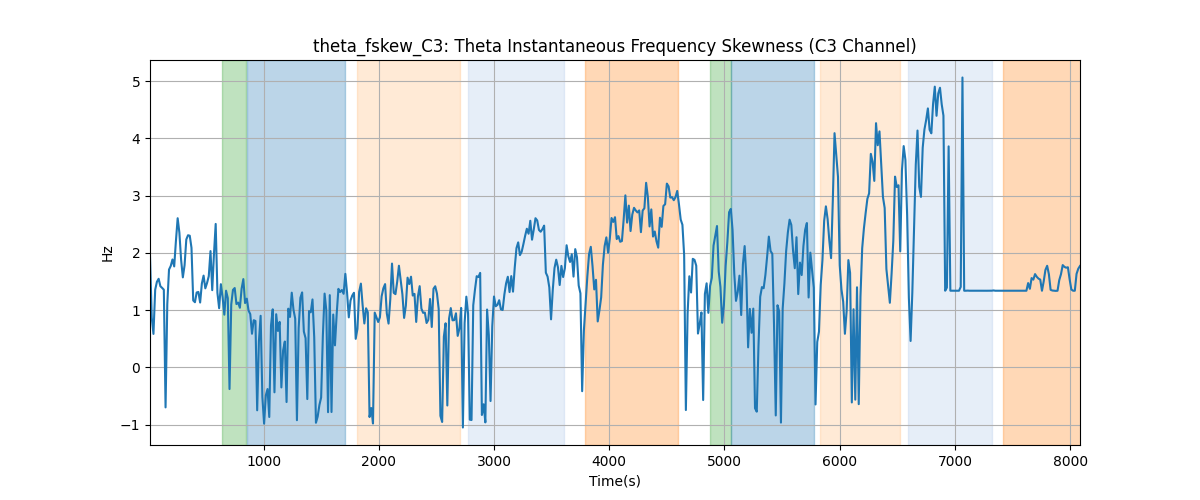 theta_fskew_C3: Theta Instantaneous Frequency Skewness (C3 Channel)
5
4
3
2
1
0
−1
Hz
1000 2000 3000 4000 5000 6000 7000 8000
Time(s)